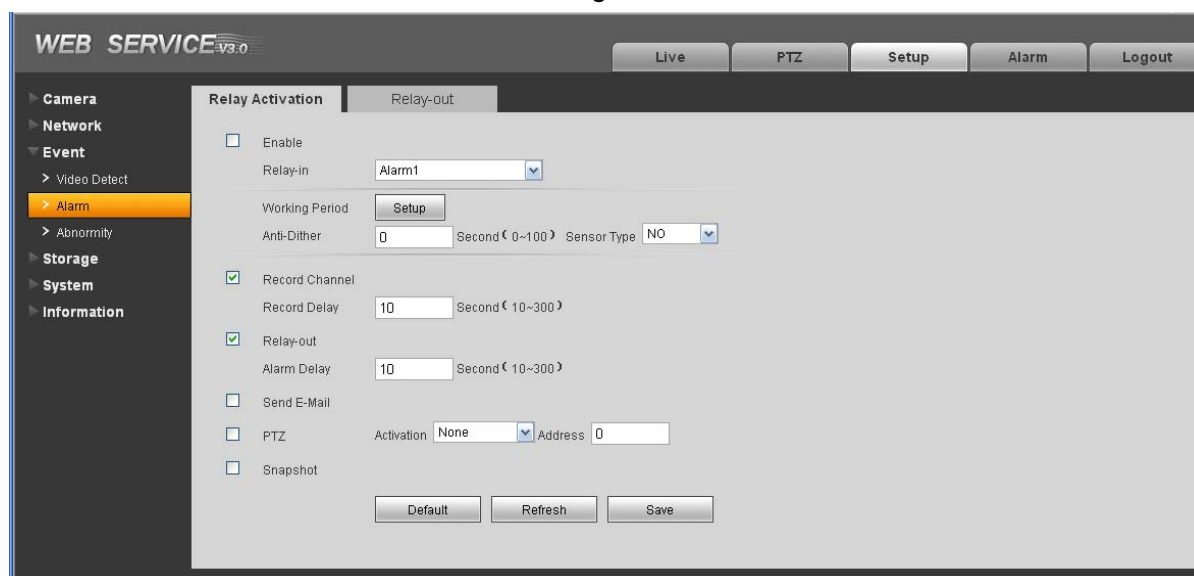 WEB SERVICE V3.0
Live PTZ Setup Alarm Logout
Camera
Network
Event
> Video Detect
> Alarm
> Abnormity
Storage
System
Information
Relay Activation Relay-out
Enable
Relay-in Alarm1
Working Period Setup
Anti-Dither 0 Second ( 0~100 ) Sensor Type NO
Record Channel
Record Delay 10 Second ( 10~300 )
Relay-out
Alarm Delay 10 Second ( 10~300 )
Send E-Mail
PTZ Activation None Address 0
Snapshot
Default Refresh Save